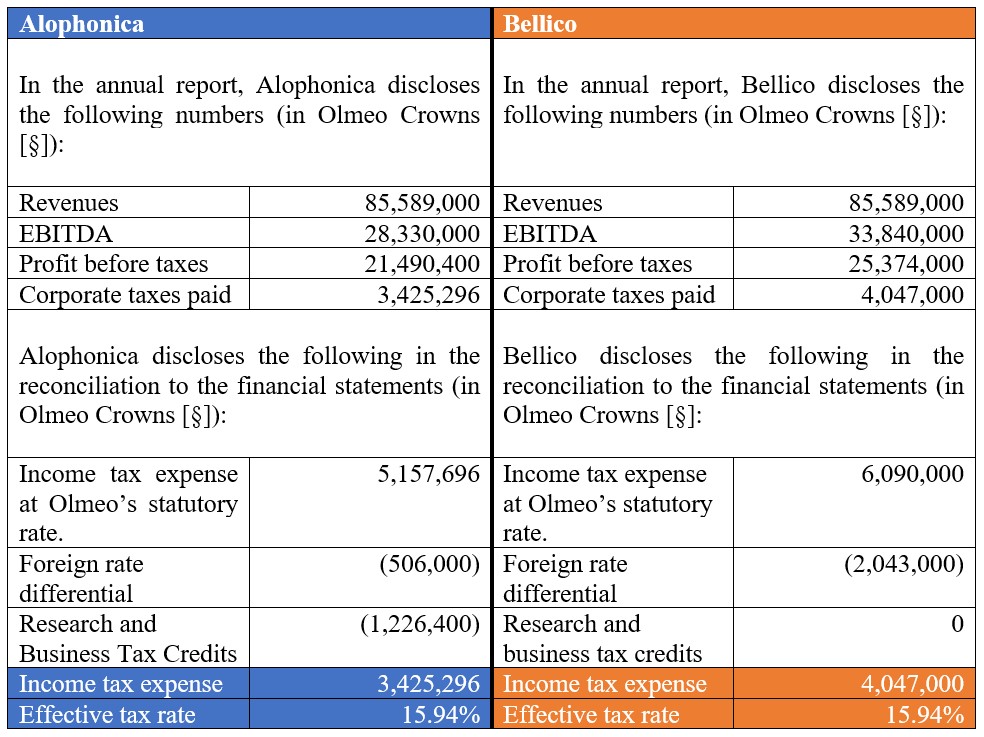 Alophonica
Bellico
In the annual report, Alophonica discloses
the following numbers (in Olmeo Crowns
[§]):
In the annual report, Bellico discloses the
following numbers (in Olmeo Crowns [§]):
Revenues 85,589,000 Revenues 85,589,000
EBITDA 28,330,000 EBITDA 33,840,000
Profit before taxes 21,490,400 Profit before taxes 25,374,000
Corporate taxes paid 3,425,296 Corporate taxes paid 4,047,000
Alophonica discloses the following in the
reconciliation to the financial statements (in
Olmeo Crowns [§]):
Bellico discloses the following in the
reconciliation to the financial statements (in
Olmeo Crowns [§]:
Income tax expense 5,157,696
at Olmeo’s statutory
rate.
Income tax expense 6,090,000
at Olmeo’s statutory
rate.
Foreign rate (506,000)
differential
Foreign rate (2,043,000)
differential
Research and (1,226,400)
Business Tax Credits
Research and 0
business tax credits
Income tax expense 3,425,296 Income tax expense 4,047,000
Effective tax rate 15.94% Effective tax rate 15.94%